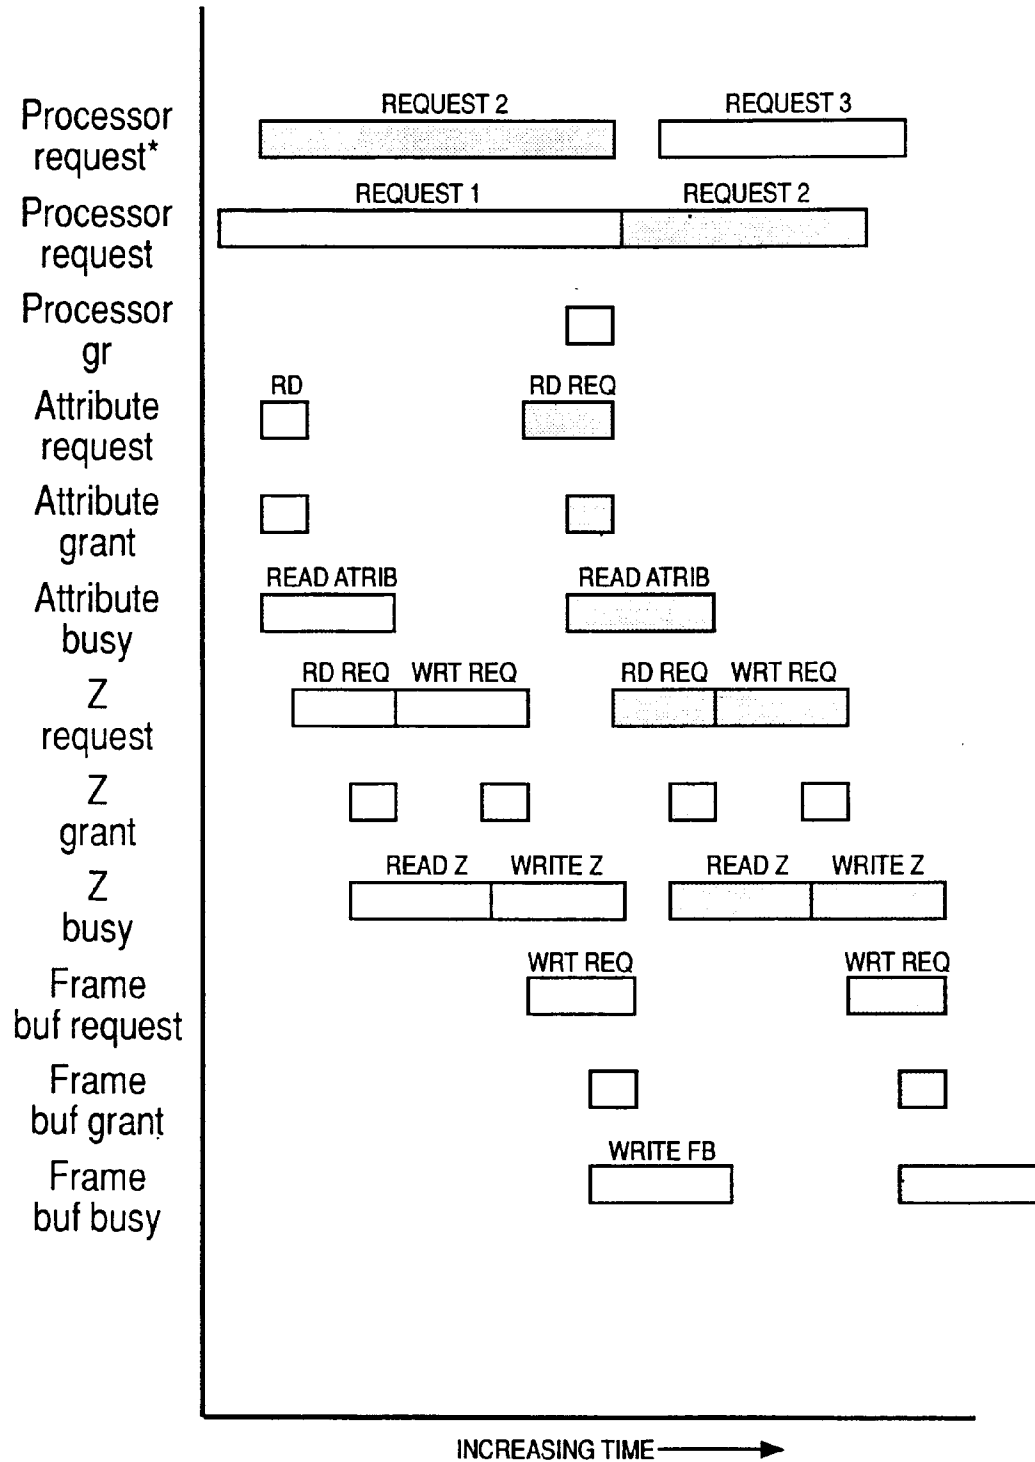 REQUEST 2 REQUEST 3
Processor
request*
REQUEST 1 REQUEST 2
Processor
request
Processor
gr
RD RD REQ
Attribute
request
Attribute
grant
READ ATRIB READ ATRIB
Attribute
busy
RD REQ WRT REQ RD REQ WRT REQ
Z
request
Z
grant
READ Z WRITE Z READ Z WRITE Z
Z
busy
WRT REQ WRT REQ
Frame
buf request
Frame
buf grant
WRITE FB
Frame
buf busy
INCREASING TIME